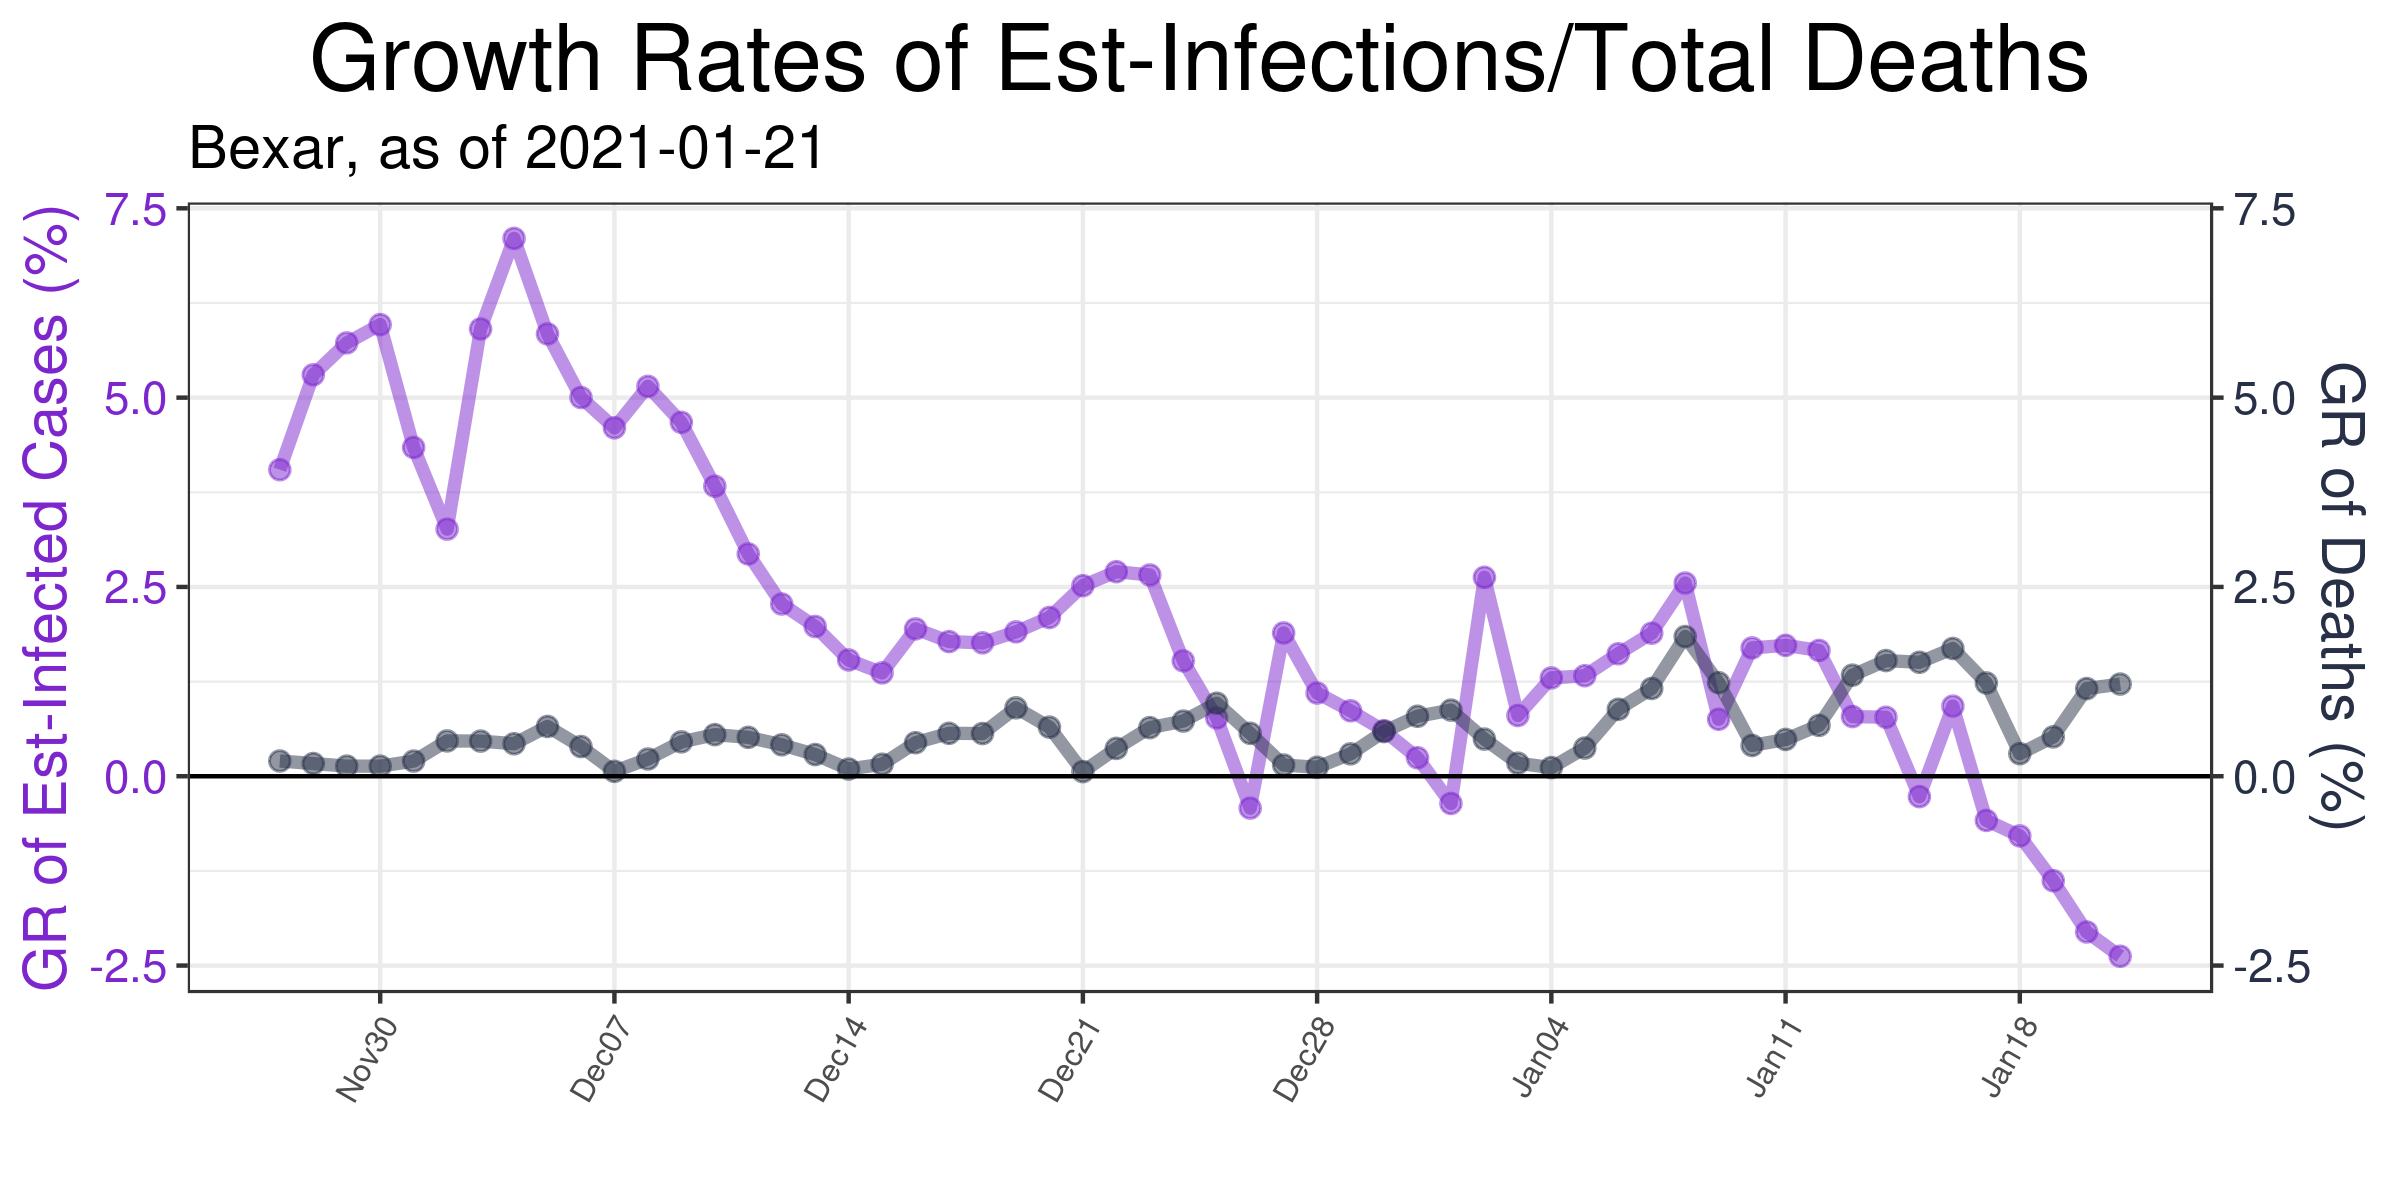 Growth Rates of Est-Infections/Total Deaths
Bexar, as of 2021-01-21
GR of Est-Infected Cases (%)
7.5
5.0
2.5
0.0
-2.5
7.5
5.0
2.5
0.0
-2.5
GR of Deaths (%)
Nov30
Dec07
Dec14
Dec21
Dec28
Jan04
Jan11
Jan18